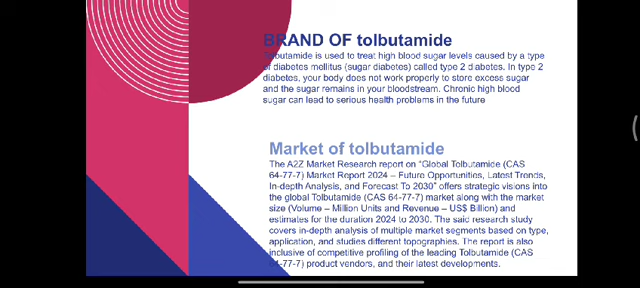 BRAND OF tolbutamide
Tolbutamide is used to treat high blood sugar levels caused by a type
of diabetes mellitus (sugar diabetes) called type 2 diabetes. In type 2
diabetes, your body does not work properly to store excess sugar
and the sugar remains in your bloodstream. Chronic high blood
sugar can lead to serious health problems in the future
Market of tolbutamide
The A2Z Market Research report on “Global Tolbutamide (CAS
64-77-7) Market Report 2024 – Future Opportunities, Latest Trends,
In-depth Analysis, and Forecast To 2030” offers strategic visions into
the global Tolbutamide (CAS 64-77-7) market along with the market
size (Volume – Million Units and Revenue – US$ Billion) and
estimates for the duration 2024 to 2030. The said research study
covers in-depth analysis of multiple market segments based on type,
application, and studies different topographies. The report is also
inclusive of competitive profiling of the leading Tolbutamide (CAS
64-77-7) product vendors, and their latest developments.